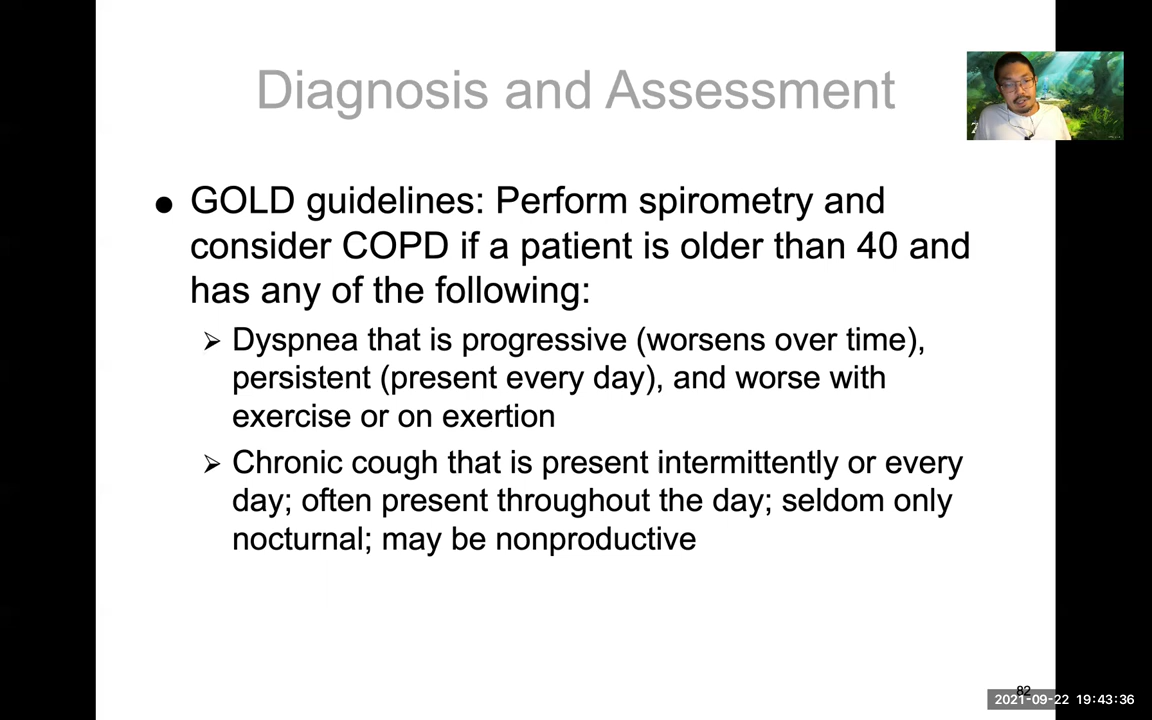 Diagnosis and Assessment
● GOLD guidelines: Perform spirometry and
consider COPD if a patient is older than 40 and
has any of the following:
➢ Dyspnea that is progressive (worsens over time),
persistent (present every day), and worse with
exercise or on exertion
➢ Chronic cough that is present intermittently or every
day; often present throughout the day; seldom only
nocturnal; may be nonproductive
82
2021-09-22 19:43:36